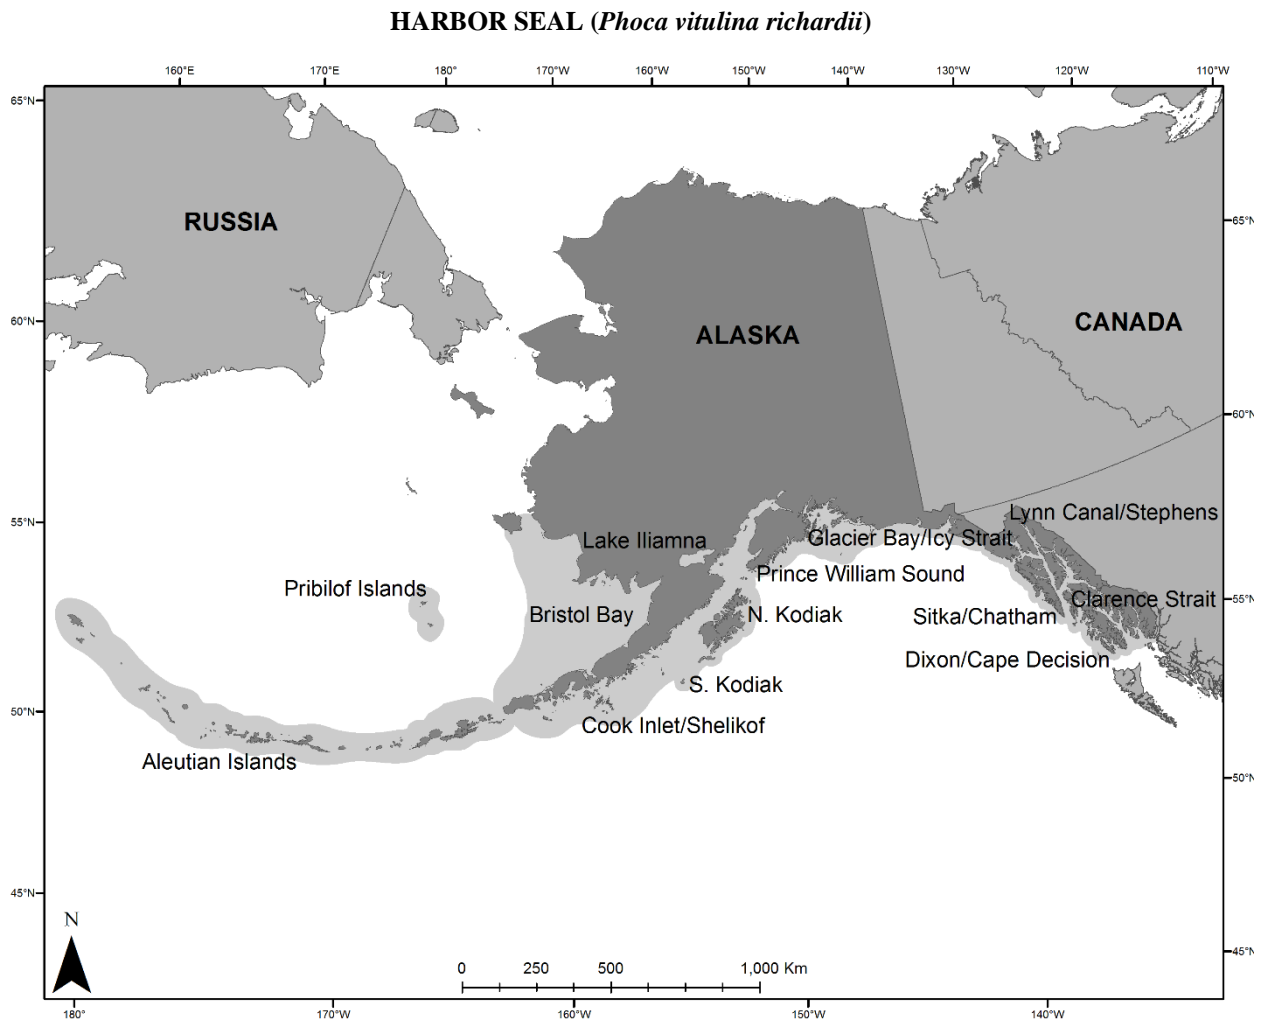 HARBOR SEAL (Phoca vitulina richardii)
160°E 170°E 180° 170°W 160°W 150°W 140°W 130°W 120°W 110°W
65°N
RUSSIA
65°N
60°N
CANADA
ALASKA
60°N
Lynn Canal/Stephens
55°N
Glacier Bay/Icy Strait
Lake Iliamna
Prince William Sound
Pribilof Islands
55°N
Clarence Strait
Bristol Bay
N. Kodiak
Sitka/Chatham
Dixon/Cape Decision
S. Kodiak
50°N
Cook Inlet/Shelikof
Aleutian Islands
50°N
45°N
N
45°N
0 250 500 1,000 Km
180° 170°W 160°W 150°W 140°W